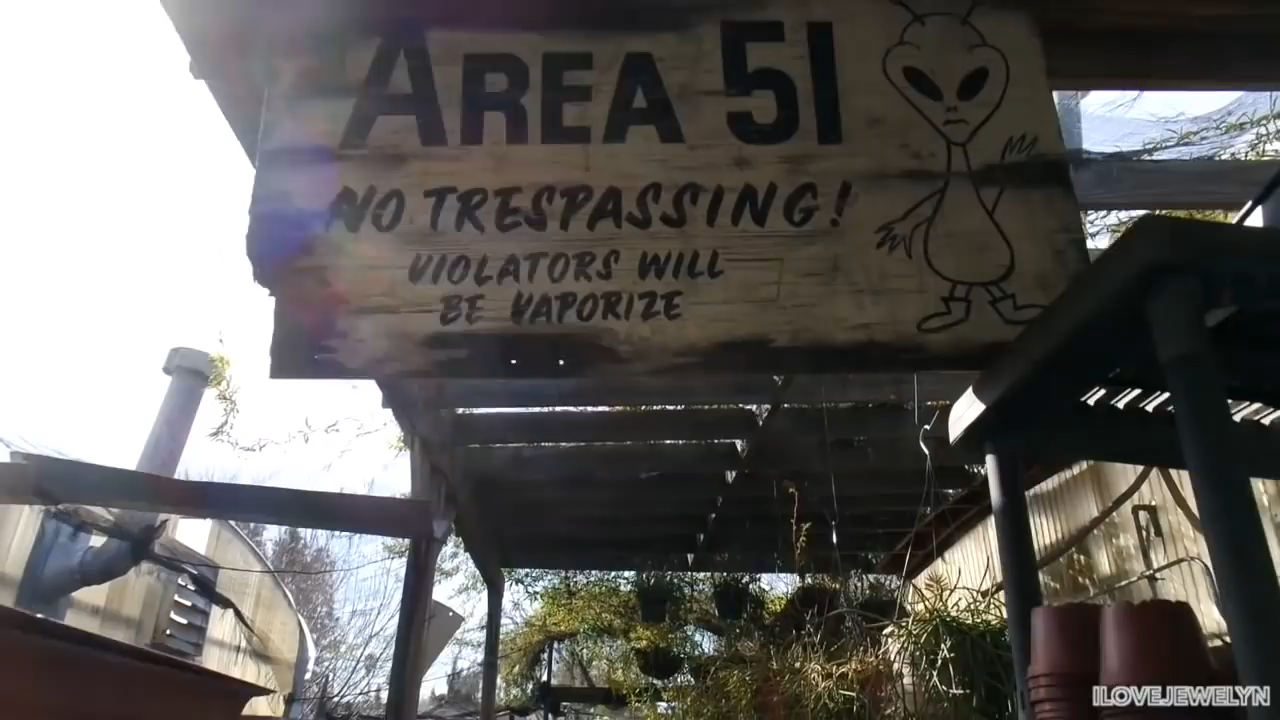 AREA 51
NO TRESPASSING!
VIOLATORS WILL
BE VAPORIZE
ILOVEJEWELYN